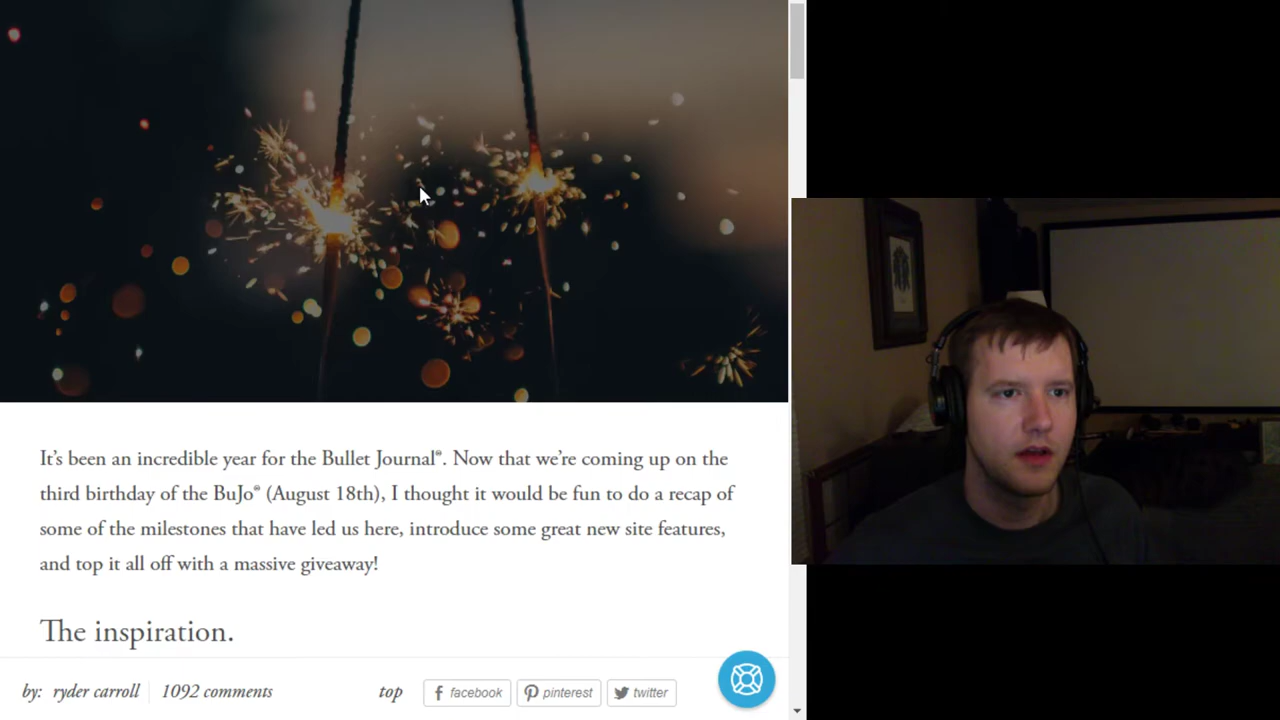 It's been an incredible year for the Bullet Journal®. Now that we're coming up on the
third birthday of the BuJo® (August 18th), I thought it would be fun to do a recap of
some of the milestones that have led us here, introduce some great new site features,
and top it all off with a massive giveaway!
The inspiration.
by: ryder carroll 1092 comments top facebook pinterest twitter